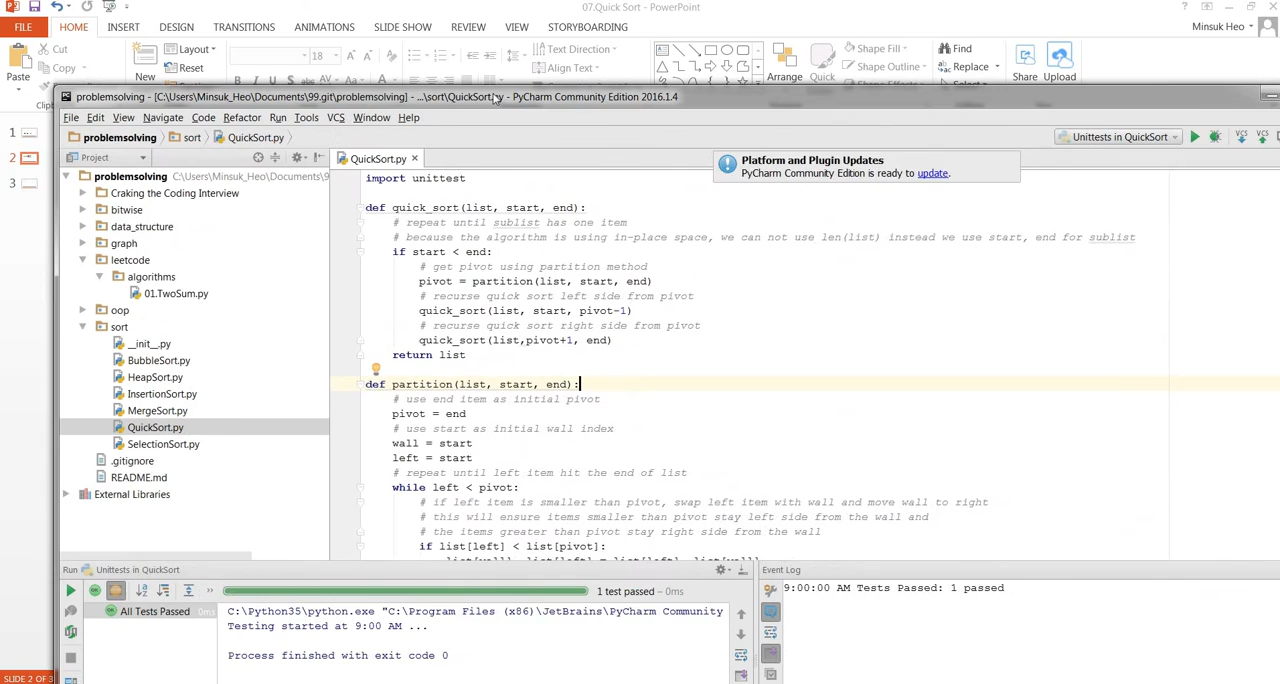 07.Quick Sort - PowerPoint
FILE HOME INSERT DESIGN TRANSITIONS ANIMATIONS SLIDE SHOW REVIEW VIEW STORYBOARDING Minsuk Heo
Cut Layout 18 Text Direction Shape Fill Find
Copy Reset Align Text Shape Outline Replace
Paste New Arrange Quick Share Upload
problemsolving - [C:\Users\Minsuk_Heo\Documents\99.git\problemsolving] - ...\sort\QuickSort.py - PyCharm Community Edition 2016.1.4
File Edit View Navigate Code Refactor Run Tools VCS Window Help
problemsolving sort QuickSort.py Unittests in QuickSort VCS VCS
Project QuickSort.py
Platform and Plugin Updates
PyCharm Community Edition is ready to update.
1
2
3
problemsolving C:\Users\Minsuk_Heo\Documents\9
Craking the Coding Interview
bitwise
data_structure
graph
leetcode
algorithms
01.TwoSum.py
oop
sort
__init__.py
BubbleSort.py
HeapSort.py
InsertionSort.py
MergeSort.py
QuickSort.py
SelectionSort.py
.gitignore
README.md
External Libraries
import unittest
def quick_sort(list, start, end):
# repeat until sublist has one item
# because the algorithm is using in-place space, we can not use len(list) instead we use start, end for sublist
if start < end:
# get pivot using partition method
pivot = partition(list, start, end)
# recurse quick sort left side from pivot
quick_sort(list, start, pivot-1)
# recurse quick sort right side from pivot
quick_sort(list,pivot+1, end)
return list
def partition(list, start, end):
# use end item as initial pivot
pivot = end
# use start as initial wall index
wall = start
left = start
# repeat until left item hit the end of list
while left < pivot:
# if left item is smaller than pivot, swap left item with wall and move wall to right
# this will ensure items smaller than pivot stay left side from the wall and
# the items greater than pivot stay right side from the wall
if list[left] < list[pivot]:
Run Unittests in QuickSort
1 test passed – 0ms
All Tests Passed 0ms
C:\Python35\python.exe "C:\Program Files (x86)\JetBrains\PyCharm Community
Testing started at 9:00 AM ...
Process finished with exit code 0
Event Log
9:00:00 AM Tests Passed: 1 passed
SLIDE 2 OF 3